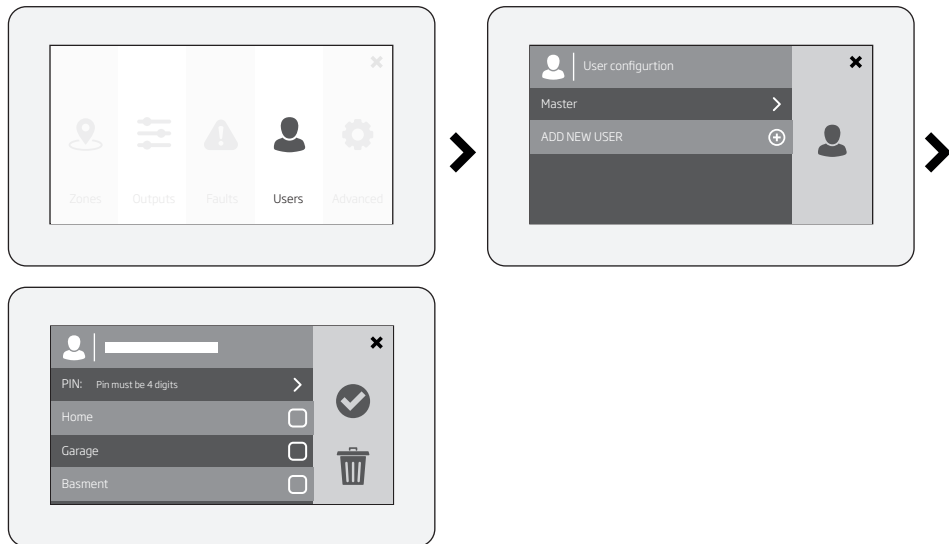 Zones Outputs Faults Users Advanced
User configurtion
Master
ADD NEW USER
PIN: Pin must be 4 digits
Home
Garage
Basment